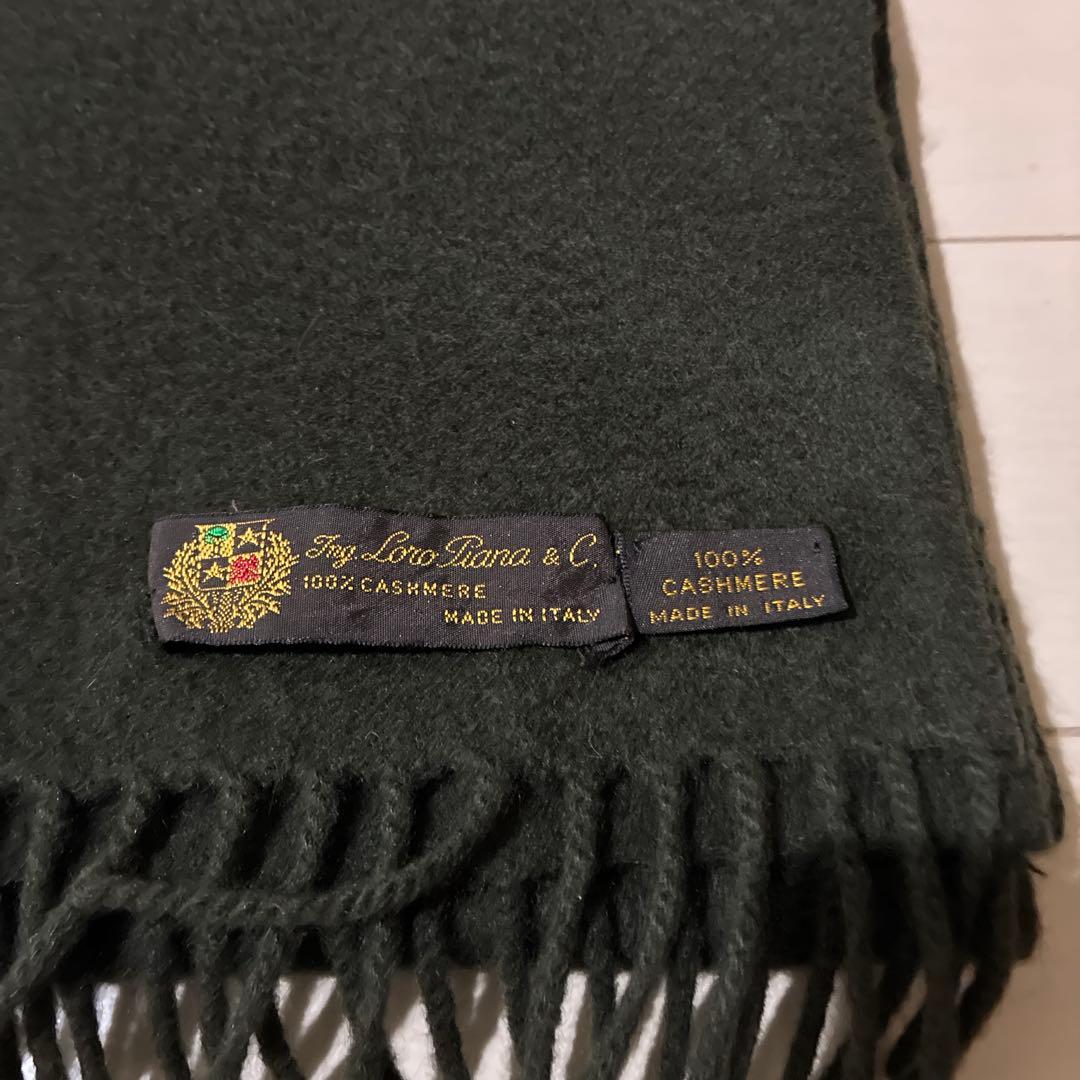 Ing. Loro Piana & C.
100% CASHMERE
MADE IN ITALY
100%
CASHMERE
MADE IN ITALY